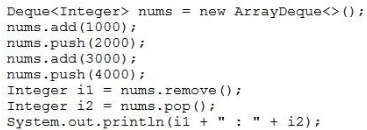 Deque<Integer> nums = new ArrayDeque<>();
nums.add(1000);
nums.push(2000);
nums.add(3000);
nums.push(4000);
Integer i1 = nums.remove();
Integer i2 = nums.pop();
System.out.println(i1 + " : " + i2);